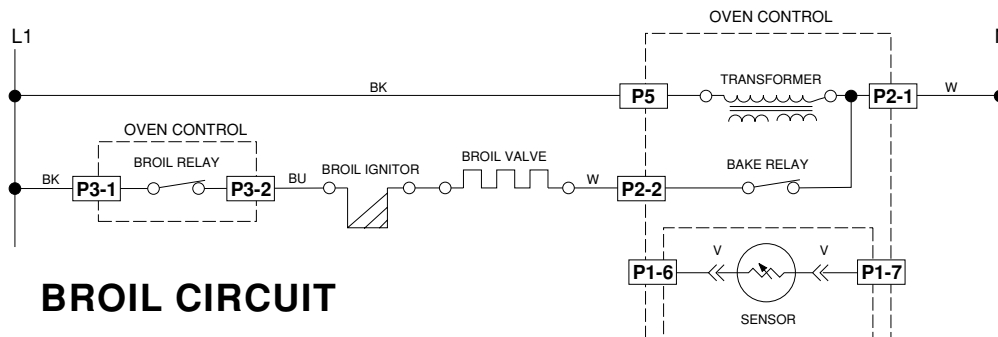 OVEN CONTROL
L1
TRANSFORMER
BK
P5
P2-1
W
OVEN CONTROL
BROIL RELAY
BROIL IGNITOR
BROIL VALVE
BAKE RELAY
BK
P3-1
P3-2
BU
W
P2-2
V
V
P1-6
P1-7
BROIL CIRCUIT
SENSOR